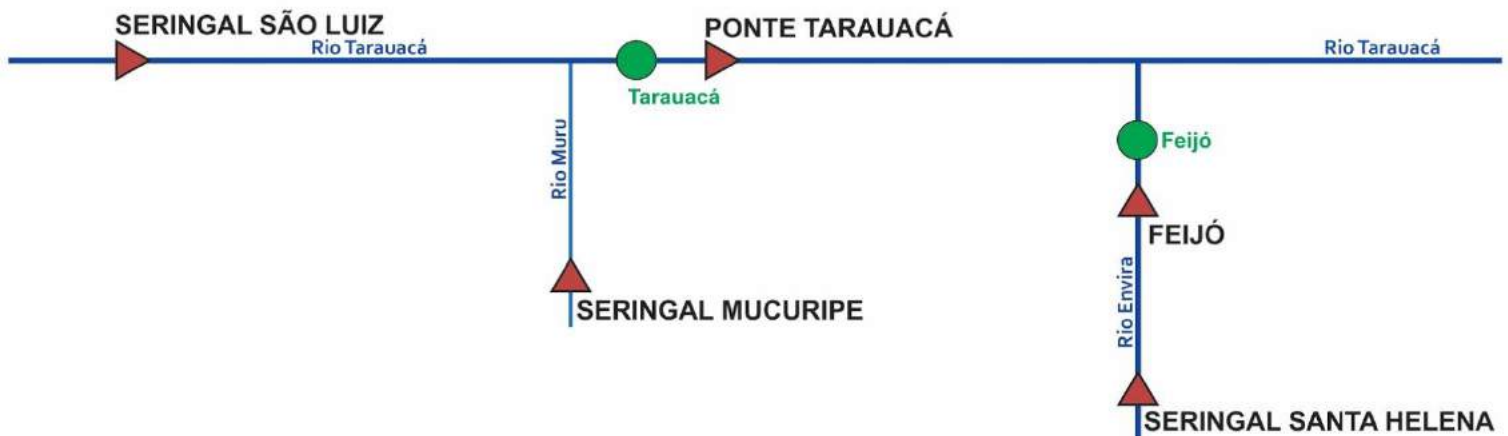 SERINGAL SÃO LUIZ
Rio Tarauacá
PONTE TARAUACÁ
Rio Tarauacá
Tarauacá
Rio Muru
Feijó
FEIJÓ
SERINGAL MUCURIPE
Rio Envira
SERINGAL SANTA HELENA